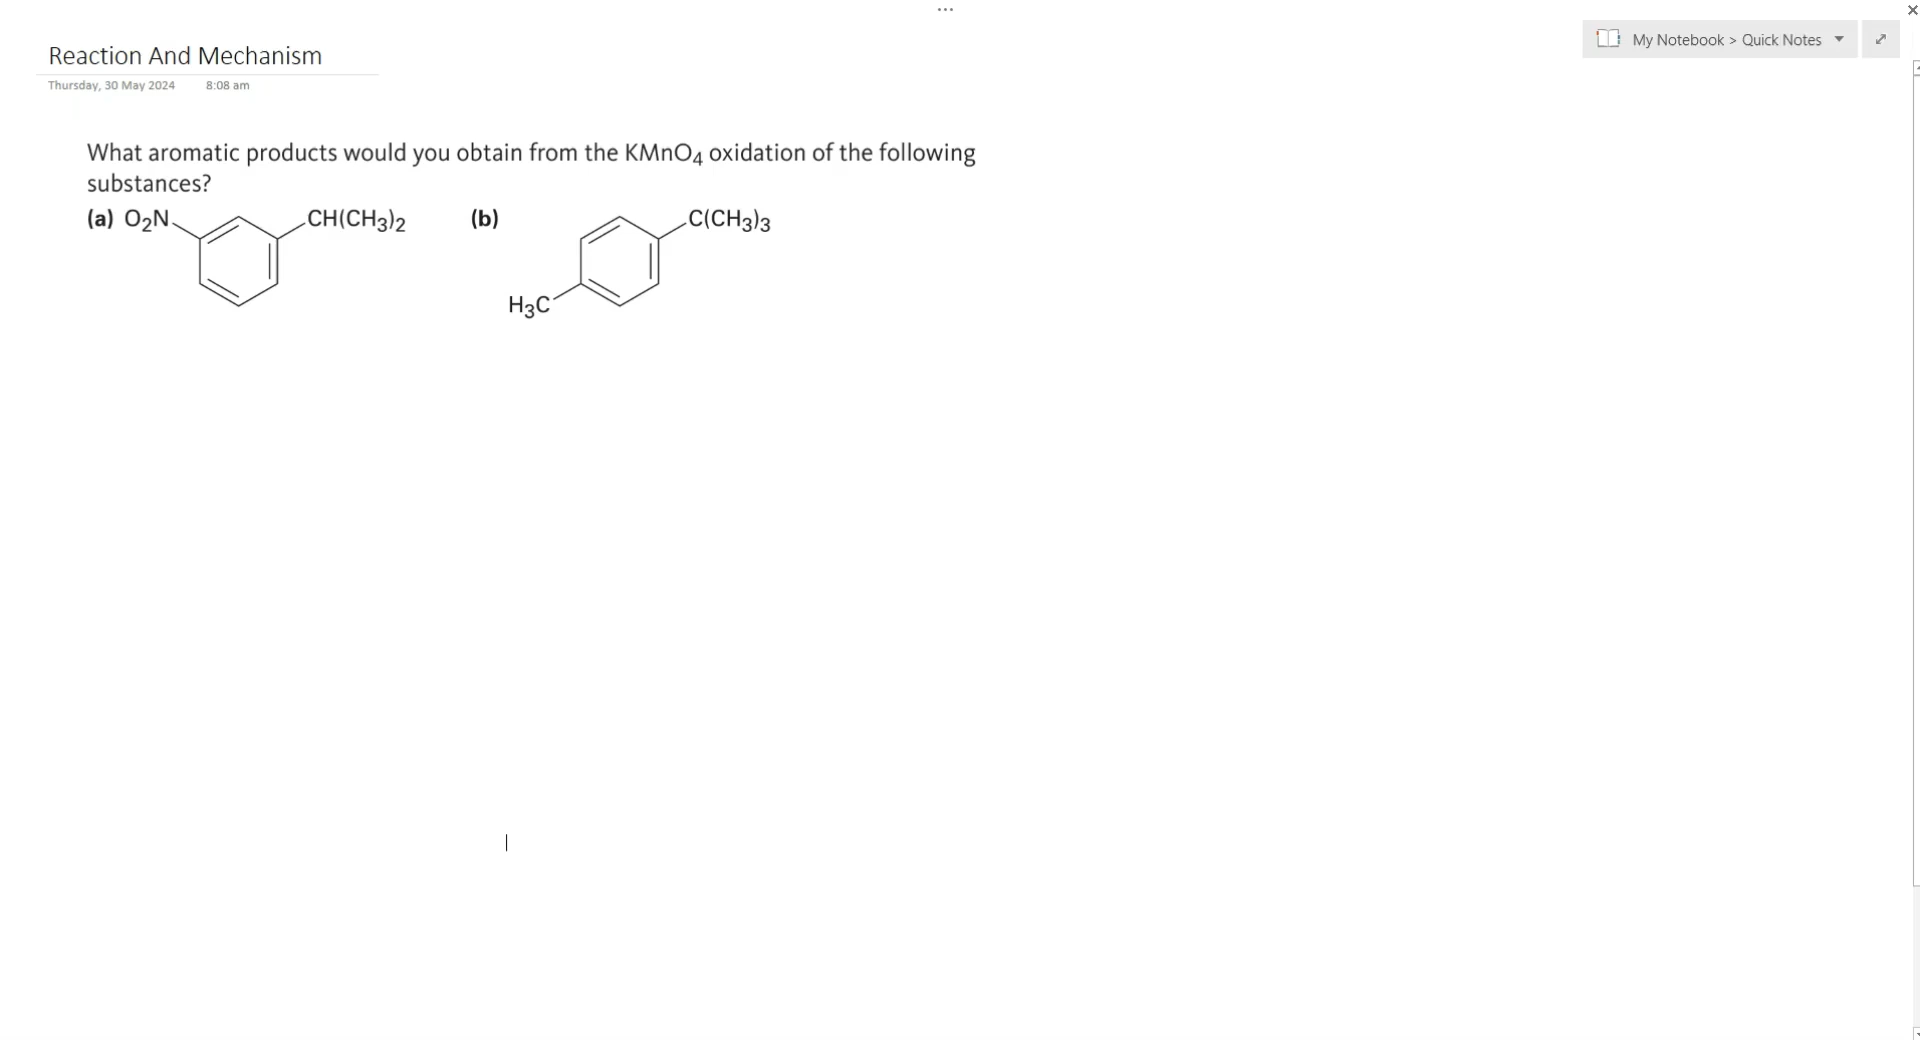 ...
My Notebook > Quick Notes
Reaction And Mechanism
Thursday, 30 May 2024 8:08 am
What aromatic products would you obtain from the KMnO₄ oxidation of the following
substances?
(a) O₂N CH(CH₃)₂ (b) C(CH₃)₃
H₃C